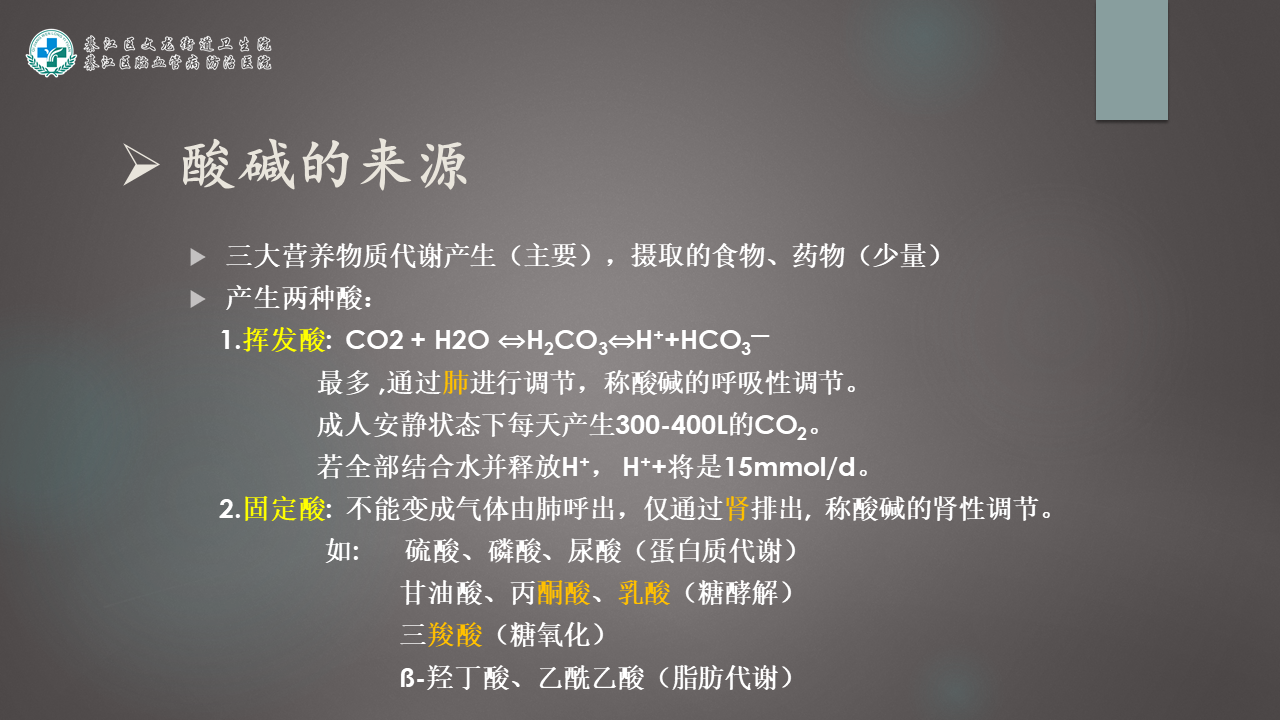 綦江区文龙街道卫生院
綦江区脑血管病防治医院
➢ 酸碱的来源
▶ 三大营养物质代谢产生（主要），摄取的食物、药物（少量）
▶ 产生两种酸：
1.挥发酸: CO2 + H2O ⇔H₂CO₃⇔H⁺+HCO₃—
最多 ,通过肺进行调节，称酸碱的呼吸性调节。
成人安静状态下每天产生300-400L的CO₂。
若全部结合水并释放H⁺， H⁺+将是15mmol/d。
2.固定酸: 不能变成气体由肺呼出，仅通过肾排出, 称酸碱的肾性调节。
如: 硫酸、磷酸、尿酸（蛋白质代谢）
甘油酸、丙酮酸、乳酸（糖酵解）
三羧酸（糖氧化）
ß-羟丁酸、乙酰乙酸（脂肪代谢）